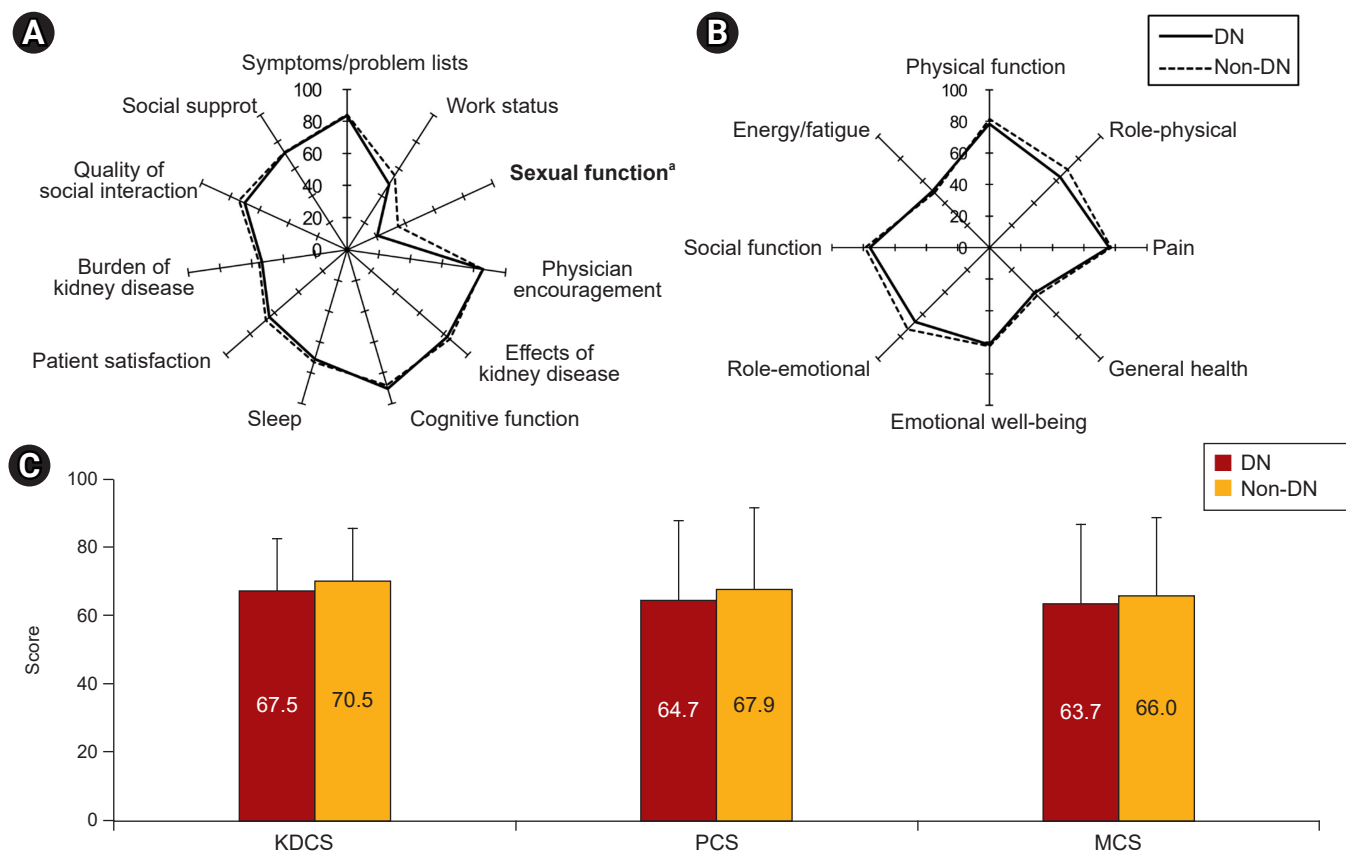 A
Symptoms/problem lists
100
80
60
40
20
0
Work status
Sexual functionᵃ
Physician
encouragement
Effects of
kidney disease
Cognitive function
Sleep
Patient satisfaction
Burden of
kidney disease
Quality of
social interaction
Social supprot
B
DN
Non-DN
Physical function
100
80
60
40
20
0
Role-physical
Pain
General health
Emotional well-being
Role-emotional
Social function
Energy/fatigue
C
DN
Non-DN
Score
100
80
60
40
20
0
67.5
70.5
64.7
67.9
63.7
66.0
KDCS
PCS
MCS